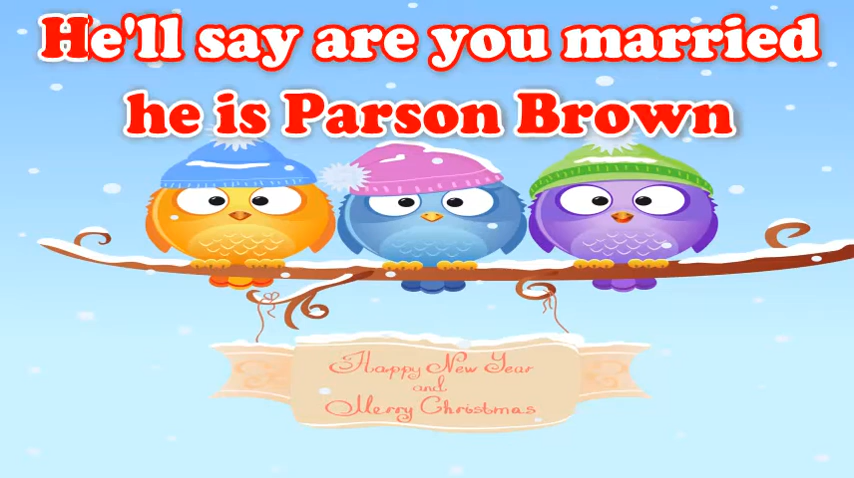 He'll say are you married
he is Parson Brown
Happy New Year
and
Merry Christmas